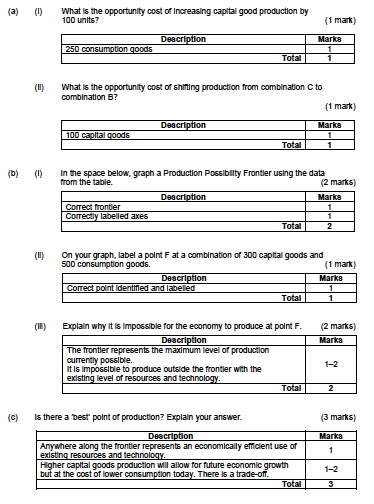 (a) (i) What is the opportunity cost of increasing capital good production by
100 units? (1 mark)
Description Marks
250 consumption goods 1
Total 1
(ii) What is the opportunity cost of shifting production from combination C to
combination B?
(1 mark)
Description Marks
100 capital goods 1
Total 1
(b) (i) In the space below, graph a Production Possibility Frontier using the data
from the table. (2 marks)
Description Marks
Correct frontier 1
Correctly labelled axes 1
Total 2
(ii) On your graph, label a point F at a combination of 300 capital goods and
500 consumption goods. (1 mark)
Description Marks
Correct point identified and labelled 1
Total 1
(iii) Explain why it is impossible for the economy to produce at point F. (2 marks)
Description Marks
The frontier represents the maximum level of production
currently possible.
It is impossible to produce outside the frontier with the
existing level of resources and technology. 1–2
Total 2
(c) Is there a 'best' point of production? Explain your answer. (3 marks)
Description Marks
Anywhere along the frontier represents an economically efficient use of
existing resources and technology. 1
Higher capital goods production will allow for future economic growth
but at the cost of lower consumption today. There is a trade-off. 1–2
Total 3